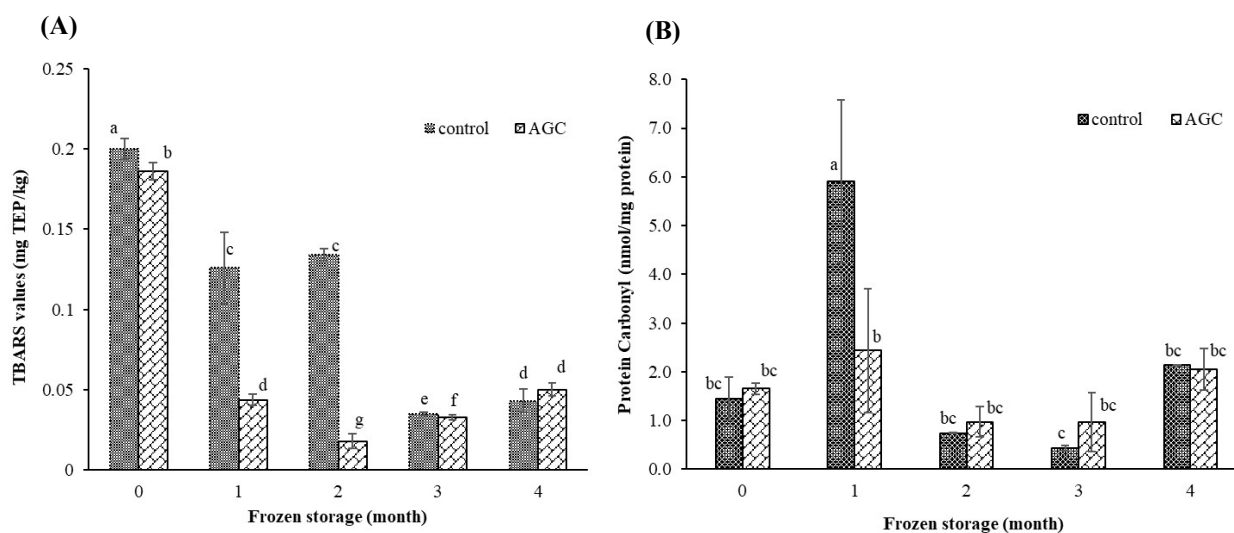 (A)
TBARS values (mg TEP/kg)
0.25
0.2
0.15
0.1
0.05
0
control AGC
a
b
c
d
c
g
e
f
d
d
0 1 2 3 4
Frozen storage (month)
(B)
Protein Carbonyl (nmol/mg protein)
8.0
7.0
6.0
5.0
4.0
3.0
2.0
1.0
0.0
control AGC
bc
bc
a
b
bc
bc
c
bc
bc
bc
0 1 2 3 4
Frozen storage (month)